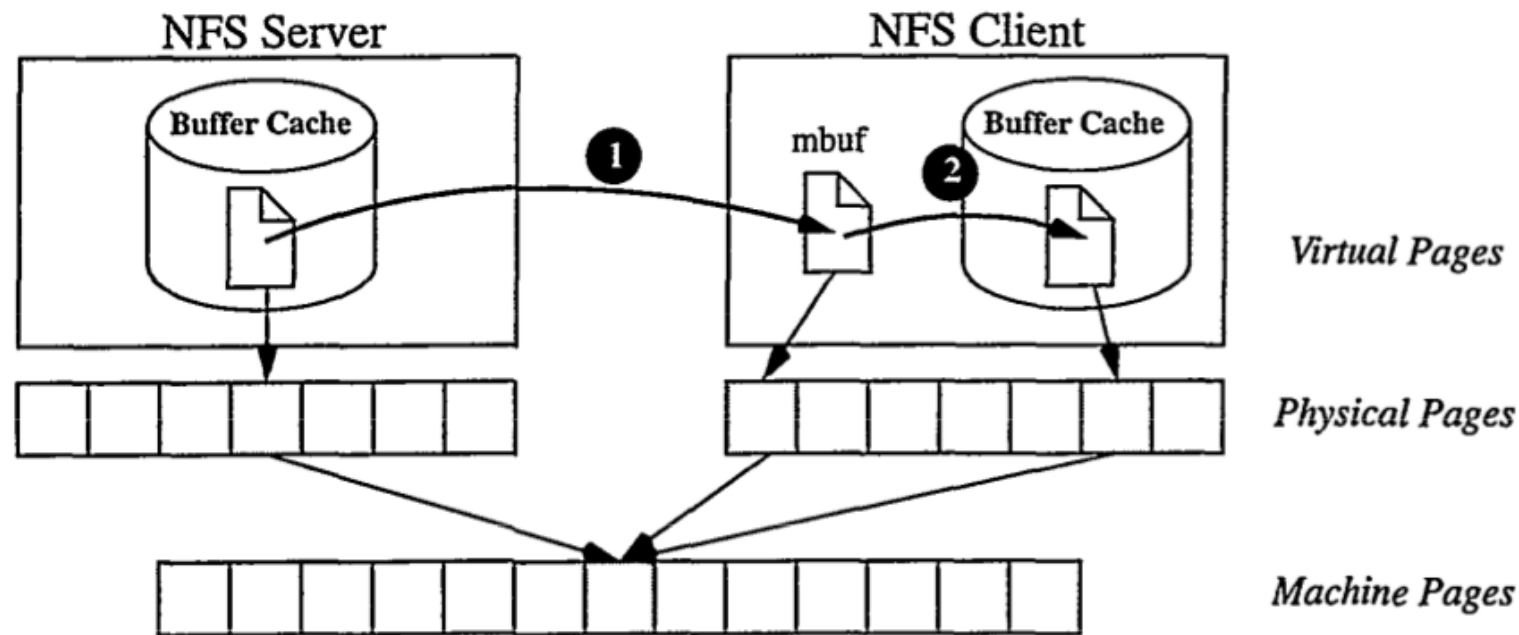 NFS Server
NFS Client
Buffer Cache
1
mbuf
2
Buffer Cache
Virtual Pages
Physical Pages
Machine Pages